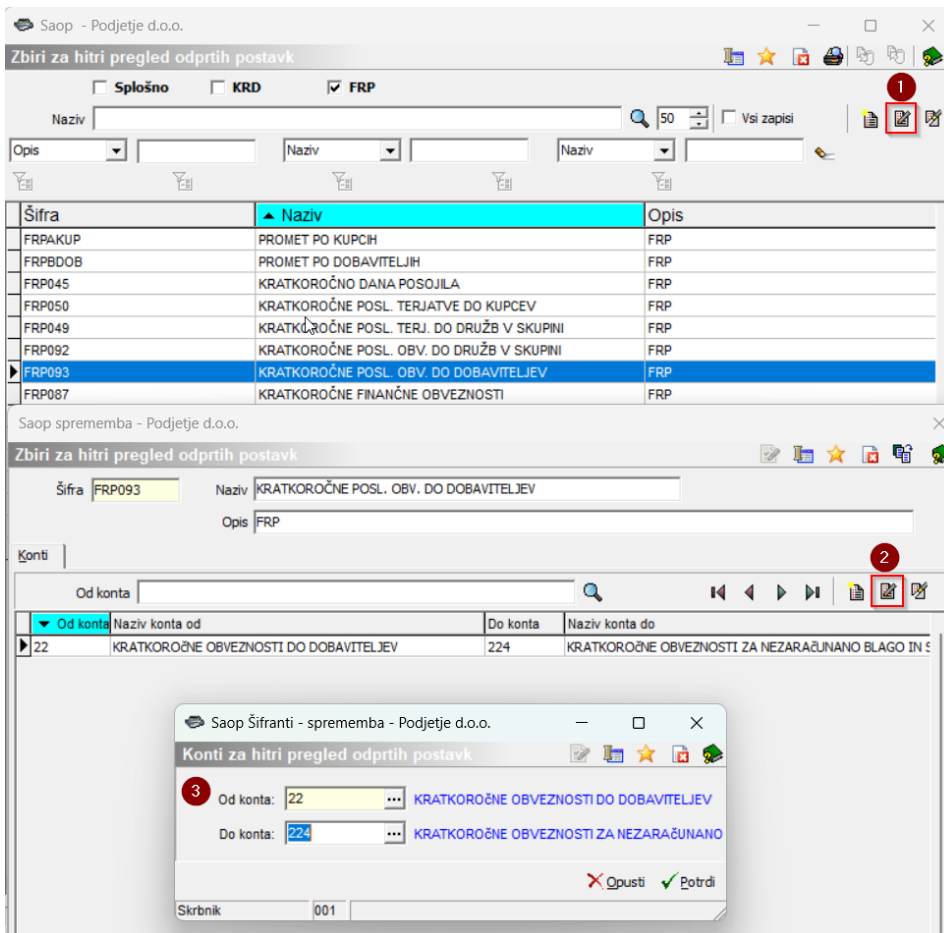 Saop - Podjetje d.o.o.
Zbiri za hitri pregled odprtih postavk
Splošno KRD FRP
1
Naziv 50 Vsi zapisi
Opis Naziv Naziv
Šifra Naziv Opis
FRPAKUP PROMET PO KUPCIH FRP
FRPBDOB PROMET PO DOBAVITELJIH FRP
FRP045 KRATKOROČNO DANA POSOJILA FRP
FRP050 KRATKOROČNE POSL. TERJATVE DO KUPCEV FRP
FRP049 KRATKOROČNE POSL. TERJ. DO DRUŽB V SKUPINI FRP
FRP092 KRATKOROČNE POSL. OBV. DO DRUŽB V SKUPINI FRP
FRP093 KRATKOROČNE POSL. OBV. DO DOBAVITELJEV FRP
FRP087 KRATKOROČNE FINANČNE OBVEZNOSTI FRP
Saop sprememba - Podjetje d.o.o.
Zbiri za hitri pregled odprtih postavk
Šifra FRP093 Naziv KRATKOROČNE POSL. OBV. DO DOBAVITELJEV
Opis FRP
Konti
2
Od konta
Od konta Naziv konta od Do konta Naziv konta do
22 KRATKOROčNE OBVEZNOSTI DO DOBAVITELJEV 224 KRATKOROčNE OBVEZNOSTI ZA NEZARAčUNANO BLAGO IN S
Saop Šifranti - sprememba - Podjetje d.o.o.
Konti za hitri pregled odprtih postavk
3
Od konta: 22 ... KRATKOROčNE OBVEZNOSTI DO DOBAVITELJEV
Do konta: 224 ... KRATKOROčNE OBVEZNOSTI ZA NEZARAčUNANO
Opusti Potrdi
Skrbnik 001